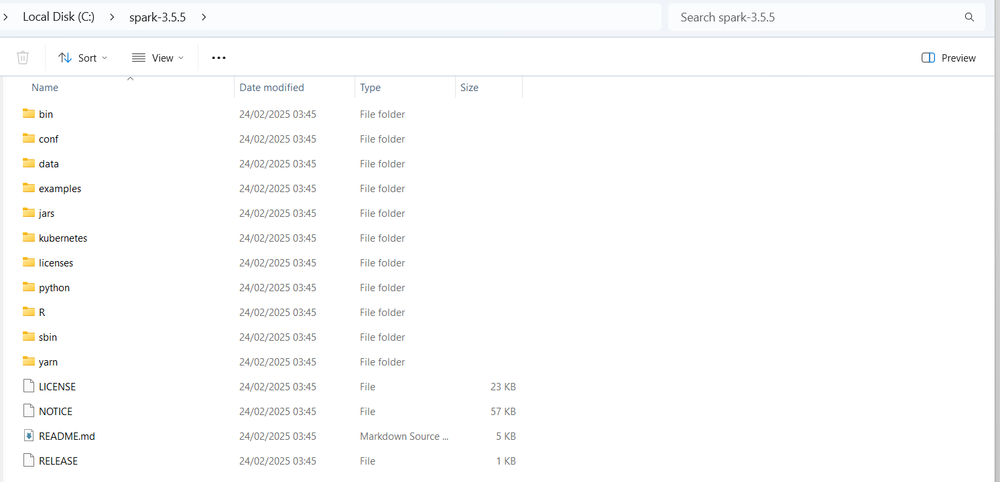 Local Disk (C:) spark-3.5.5 Search spark-3.5.5
Sort View Preview
Name Date modified Type Size
bin 24/02/2025 03:45 File folder
conf 24/02/2025 03:45 File folder
data 24/02/2025 03:45 File folder
examples 24/02/2025 03:45 File folder
jars 24/02/2025 03:45 File folder
kubernetes 24/02/2025 03:45 File folder
licenses 24/02/2025 03:45 File folder
python 24/02/2025 03:45 File folder
R 24/02/2025 03:45 File folder
sbin 24/02/2025 03:45 File folder
yarn 24/02/2025 03:45 File folder
LICENSE 24/02/2025 03:45 File 23 KB
NOTICE 24/02/2025 03:45 File 57 KB
README.md 24/02/2025 03:45 Markdown Source ... 5 KB
RELEASE 24/02/2025 03:45 File 1 KB